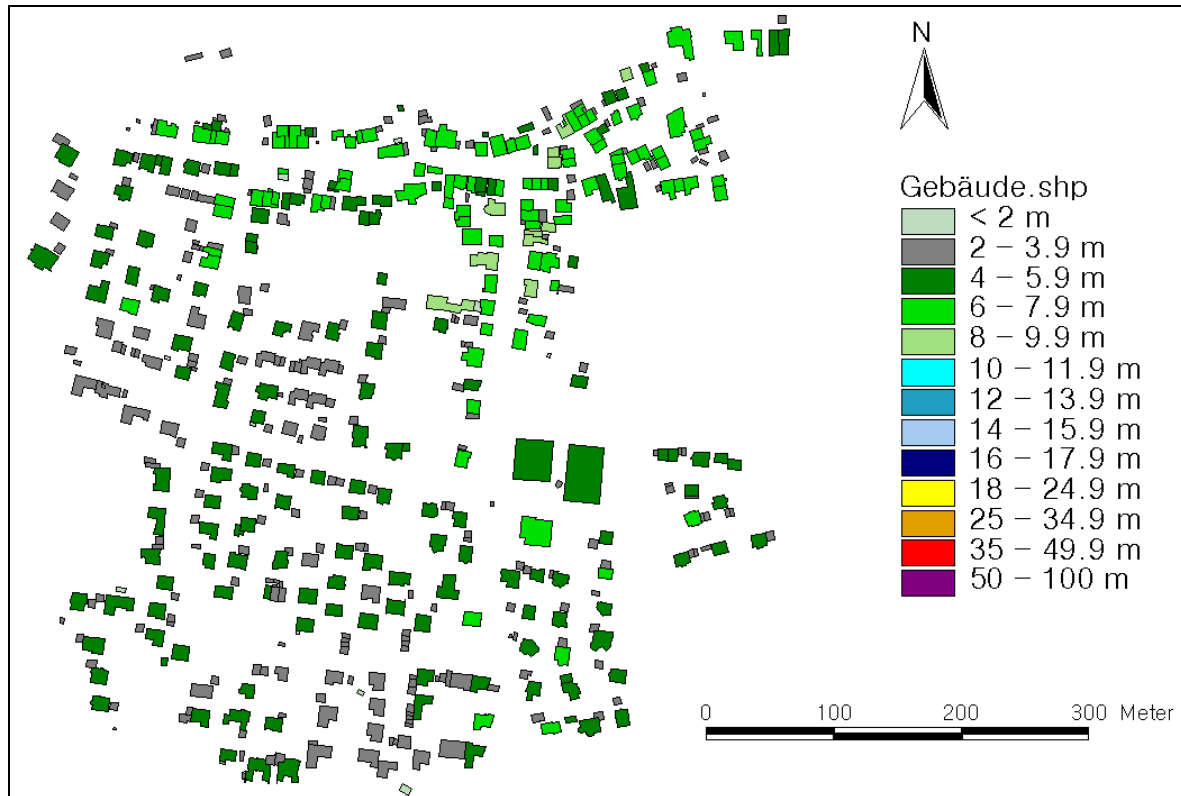 N
Gebäude.shp
< 2 m
2 – 3.9 m
4 – 5.9 m
6 – 7.9 m
8 – 9.9 m
10 – 11.9 m
12 – 13.9 m
14 – 15.9 m
16 – 17.9 m
18 – 24.9 m
25 – 34.9 m
35 – 49.9 m
50 – 100 m
0 100 200 300 Meter